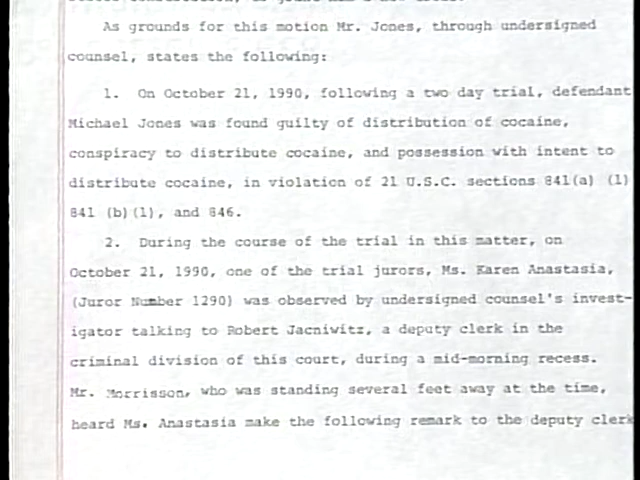 As grounds for this motion Mr. Jones, through undersigned
counsel, states the following:
1. On October 21, 1990, following a two day trial, defendant
Michael Jones was found guilty of distribution of cocaine,
conspiracy to distribute cocaine, and possession with intent to
distribute cocaine, in violation of 21 U.S.C. sections 841(a) (1)
841 (b)(1), and 846.
2. During the course of the trial in this matter, on
October 21, 1990, one of the trial jurors, Ms. Karen Anastasia,
(Juror Number 1290) was observed by undersigned counsel's invest-
igator talking to Robert Jacniwitz, a deputy clerk in the
criminal division of this court, during a mid-morning recess.
Mr. Morrisson, who was standing several feet away at the time,
heard Ms. Anastasia make the following remark to the deputy clerk